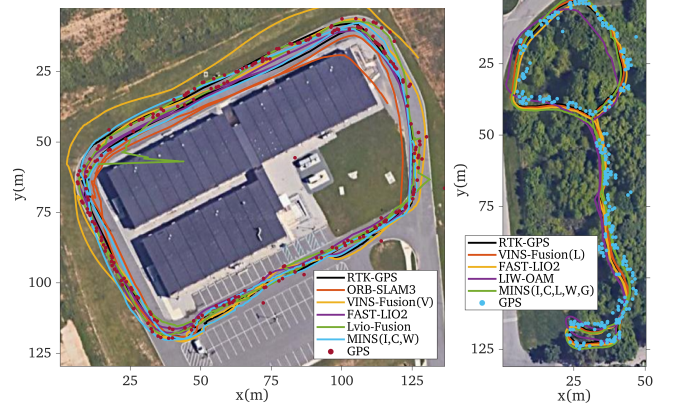 25
50
75
100
125
y(m)
25
50
75
100
125
x(m)
RTK-GPS
ORB-SLAM3
VINS-Fusion(V)
FAST-LIO2
Lvio-Fusion
MINS(I,C,W)
GPS
25
50
75
125
y(m)
25
50
x(m)
RTK-GPS
VINS-Fusion(L)
FAST-LIO2
LIW-OAM
MINS(I,C,L,W,G)
GPS